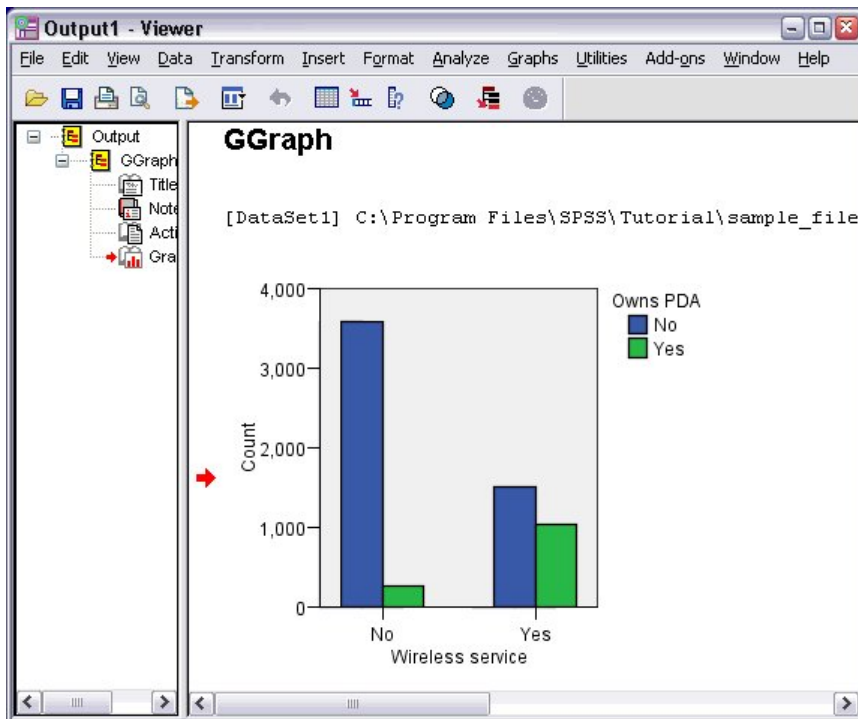 Output1 - Viewer
File Edit View Data Transform Insert Format Analyze Graphs Utilities Add-ons Window Help
Output
GGraph
Title
Note
Acti
Gra
GGraph
[DataSet1] C:\Program Files\SPSS\Tutorial\sample_file
4,000
3,000
2,000
1,000
0
Count
No
Yes
Wireless service
Owns PDA
No
Yes